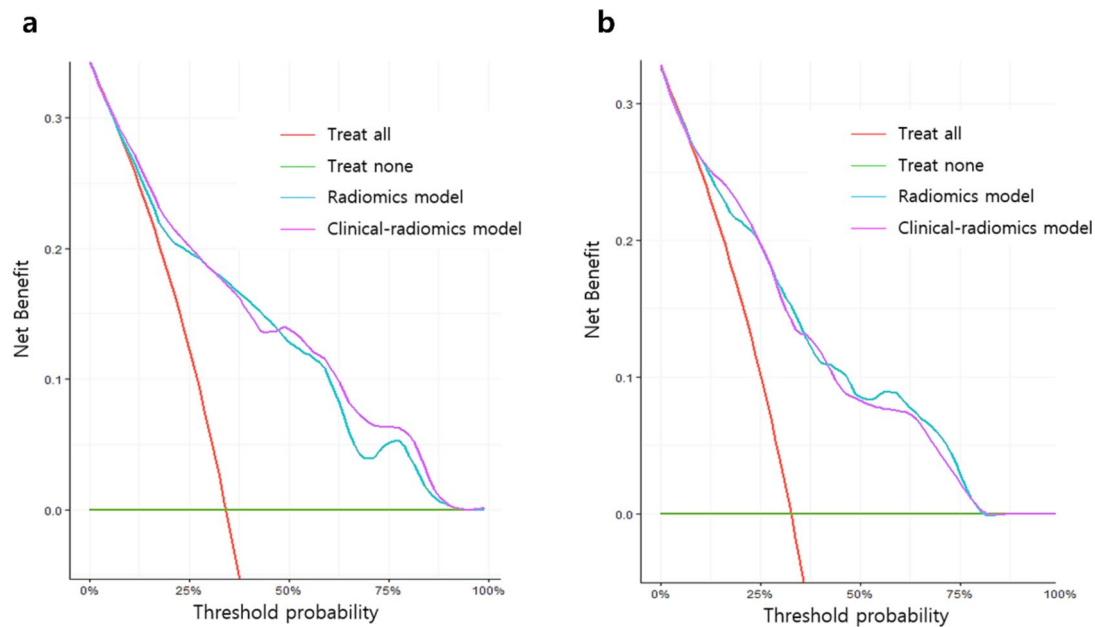 a
0.3
0.2
0.1
0.0
Net Benefit
Treat all
Treat none
Radiomics model
Clinical-radiomics model
0%
25%
50%
75%
100%
Threshold probability
b
0.3
0.2
0.1
0.0
Net Benefit
Treat all
Treat none
Radiomics model
Clinical-radiomics model
0%
25%
50%
75%
100%
Threshold probability